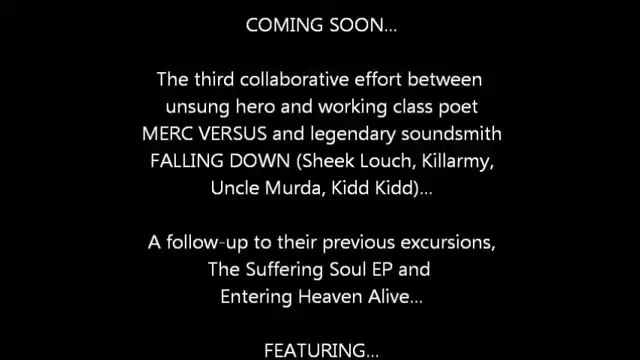 COMING SOON...
The third collaborative effort between
unsung hero and working class poet
MERC VERSUS and legendary soundsmith
FALLING DOWN (Sheek Louch, Killarmy,
Uncle Murda, Kidd Kidd)...
A follow-up to their previous excursions,
The Suffering Soul EP and
Entering Heaven Alive...
FEATURING...